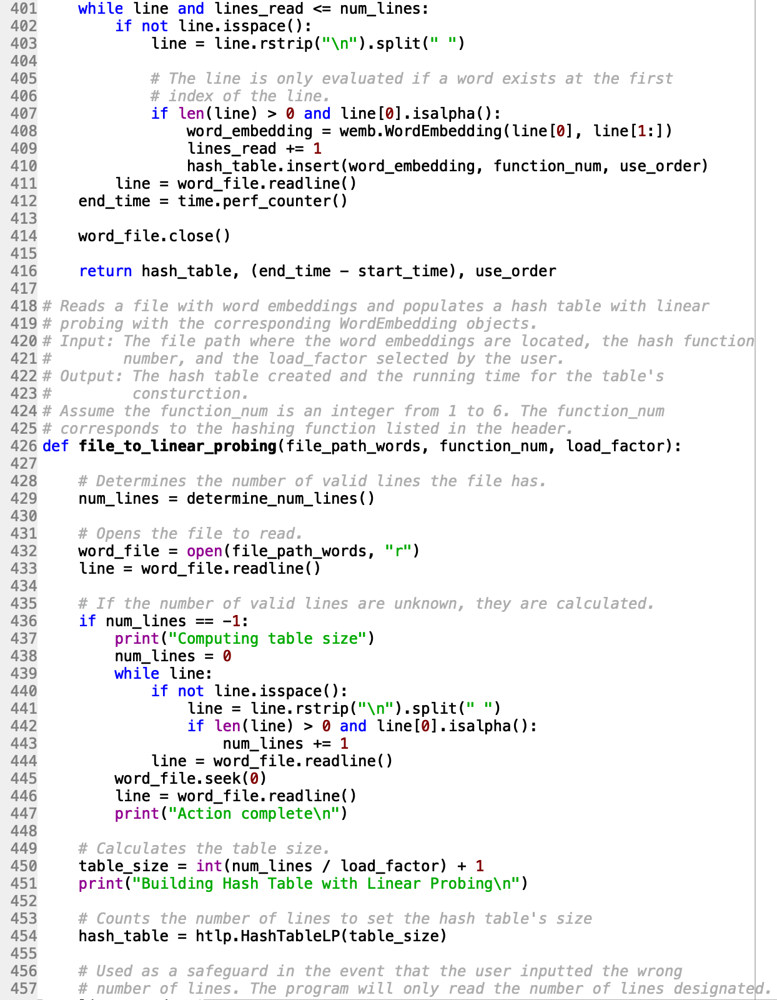 401 while line and lines_read <= num_lines:
402 if not line.isspace():
403 line = line.rstrip("\n").split(" ")
404
405 # The line is only evaluated if a word exists at the first
406 # index of the line.
407 if len(line) > 0 and line[0].isalpha():
408 word_embedding = wemb.WordEmbedding(line[0], line[1:])
409 lines_read += 1
410 hash_table.insert(word_embedding, function_num, use_order)
411 line = word_file.readline()
412 end_time = time.perf_counter()
413
414 word_file.close()
415
416 return hash_table, (end_time - start_time), use_order
417
418 # Reads a file with word embeddings and populates a hash table with linear
419 # probing with the corresponding WordEmbedding objects.
420 # Input: The file path where the word embeddings are located, the hash function
421 # number, and the load_factor selected by the user.
422 # Output: The hash table created and the running time for the table's
423 # consturction.
424 # Assume the function_num is an integer from 1 to 6. The function_num
425 # corresponds to the hashing function listed in the header.
426 def file_to_linear_probing(file_path_words, function_num, load_factor):
427
428 # Determines the number of valid lines the file has.
429 num_lines = determine_num_lines()
430
431 # Opens the file to read.
432 word_file = open(file_path_words, "r")
433 line = word_file.readline()
434
435 # If the number of valid lines are unknown, they are calculated.
436 if num_lines == -1:
437 print("Computing table size")
438 num_lines = 0
439 while line:
440 if not line.isspace():
441 line = line.rstrip("\n").split(" ")
442 if len(line) > 0 and line[0].isalpha():
443 num_lines += 1
444 line = word_file.readline()
445 word_file.seek(0)
446 line = word_file.readline()
447 print("Action complete\n")
448
449 # Calculates the table size.
450 table_size = int(num_lines / load_factor) + 1
451 print("Building Hash Table with Linear Probing\n")
452
453 # Counts the number of lines to set the hash table's size
454 hash_table = htlp.HashTableLP(table_size)
455
456 # Used as a safeguard in the event that the user inputted the wrong
457 # number of lines. The program will only read the number of lines designated.